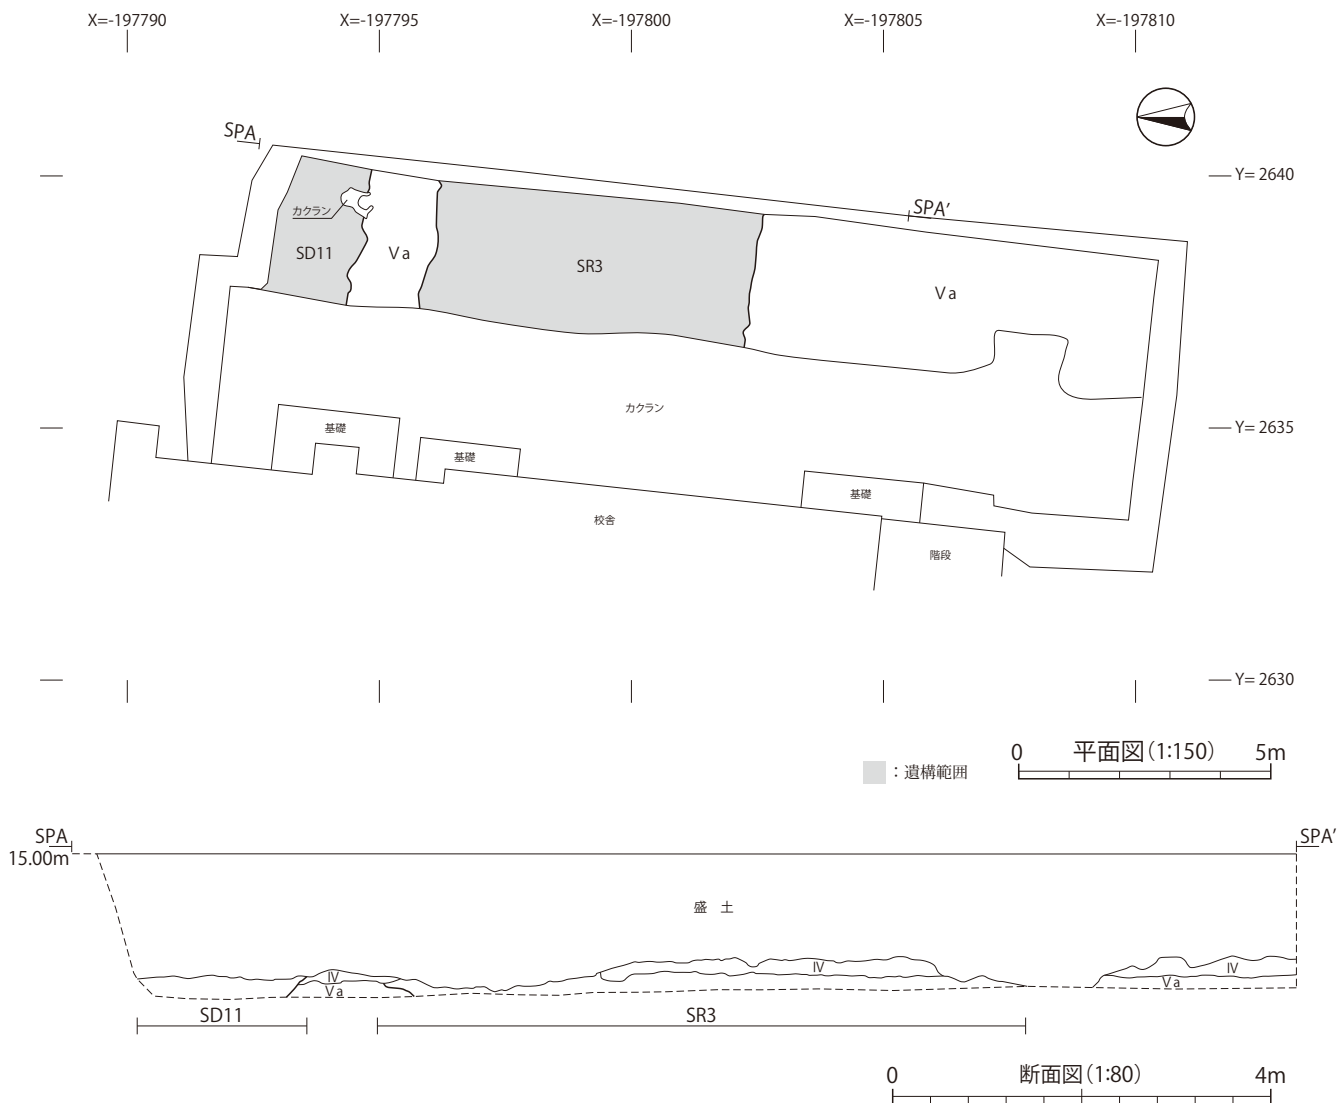 X=-197790 X=-197795 X=-197800 X=-197805 X=-197810
SPA
Y= 2640
SPA′
カクラン
SD11
Ⅴa
SR3
Ⅴa
カクラン
基礎
Y= 2635
基礎
基礎
校舎
階段
Y= 2630
0 平面図(1:150) 5m
：遺構範囲
SPA
SPA′
15.00m
盛 土
Ⅳ
Ⅳ
Ⅳ
Ⅴa
Ⅴa
SD11
SR3
0 断面図(1:80) 4m